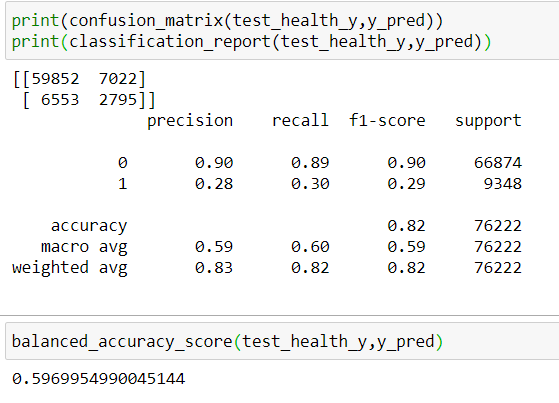 print(confusion_matrix(test_health_y,y_pred))
print(classification_report(test_health_y,y_pred))
[[59852  7022]
 [ 6553  2795]]
              precision    recall  f1-score   support

           0       0.90      0.89      0.90     66874
           1       0.28      0.30      0.29      9348

    accuracy                           0.82     76222
   macro avg       0.59      0.60      0.59     76222
weighted avg       0.83      0.82      0.82     76222

balanced_accuracy_score(test_health_y,y_pred)
0.5969954990045144